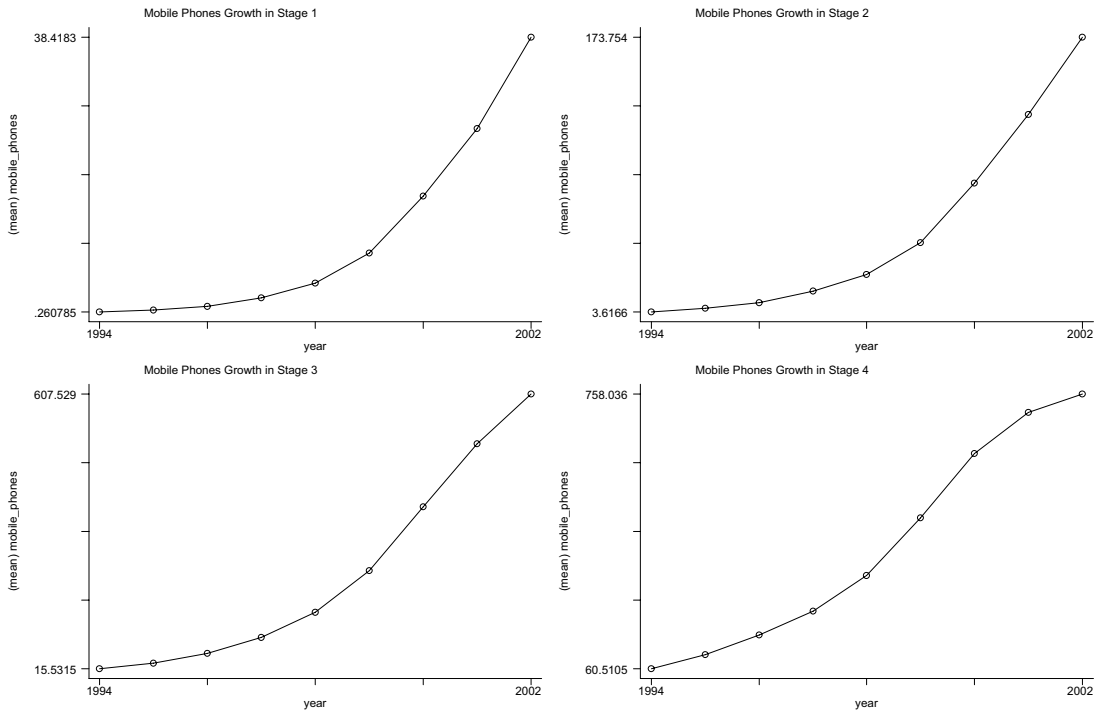 Mobile Phones Growth in Stage 1
38.4183
(mean) mobile_phones
.260785
1994
2002
year
Mobile Phones Growth in Stage 2
173.754
(mean) mobile_phones
3.6166
1994
2002
year
Mobile Phones Growth in Stage 3
607.529
(mean) mobile_phones
15.5315
1994
2002
year
Mobile Phones Growth in Stage 4
758.036
(mean) mobile_phones
60.5105
1994
2002
year